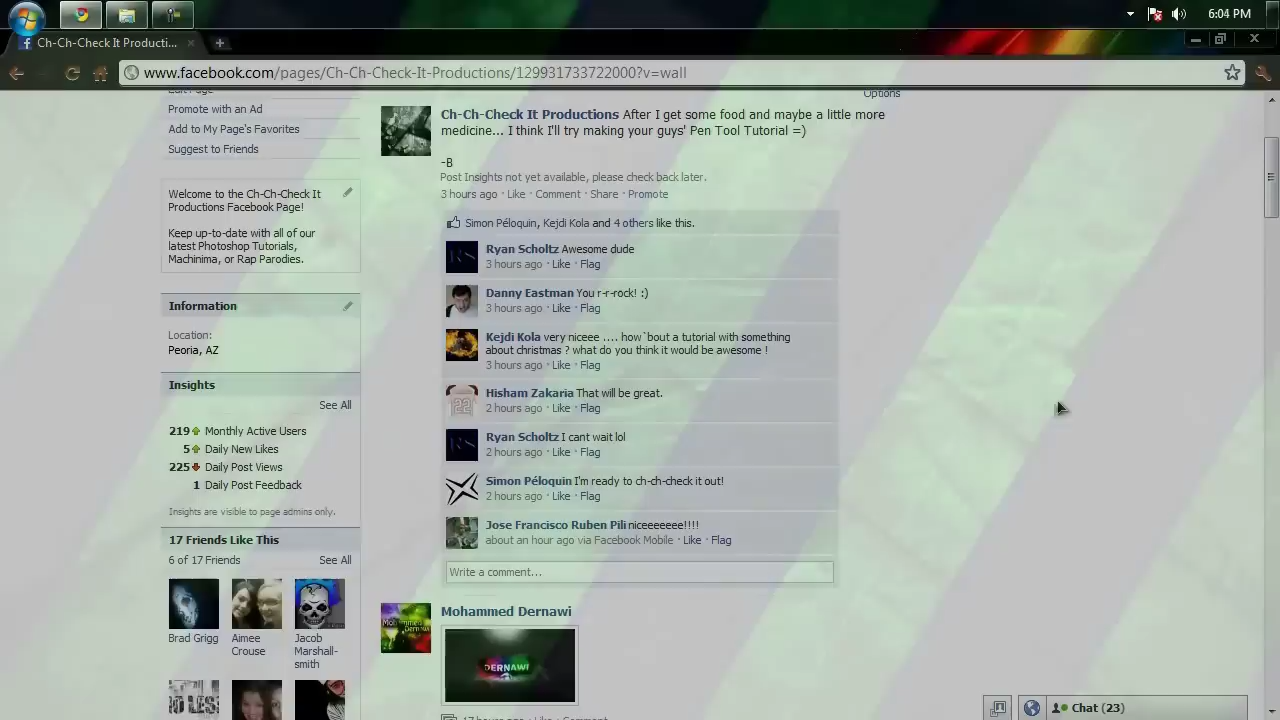 6:04 PM
Ch-Ch-Check It Producti...
www.facebook.com/pages/Ch-Ch-Check-It-Productions/129931733722000?v=wall
Edit Page
Promote with an Ad
Add to My Page's Favorites
Suggest to Friends
Welcome to the Ch-Ch-Check It
Productions Facebook Page!
Keep up-to-date with all of our
latest Photoshop Tutorials,
Machinima, or Rap Parodies.
Information
Location:
Peoria, AZ
Insights
See All
219 Monthly Active Users
5 Daily New Likes
225 Daily Post Views
1 Daily Post Feedback
Insights are visible to page admins only.
17 Friends Like This
6 of 17 Friends See All
Brad Grigg
Aimee
Crouse
Jacob
Marshall-
smith
Options
Ch-Ch-Check It Productions After I get some food and maybe a little more
medicine... I think I'll try making your guys' Pen Tool Tutorial =)
-B
Post Insights not yet available, please check back later.
3 hours ago · Like · Comment · Share · Promote
Simon Péloquin, Kejdi Kola and 4 others like this.
Ryan Scholtz Awesome dude
3 hours ago · Like · Flag
Danny Eastman You r-r-rock! :)
3 hours ago · Like · Flag
Kejdi Kola very niceee .... how`bout a tutorial with something
about christmas ? what do you think it would be awesome !
3 hours ago · Like · Flag
Hisham Zakaria That will be great.
2 hours ago · Like · Flag
Ryan Scholtz I cant wait lol
2 hours ago · Like · Flag
Simon Péloquin I'm ready to ch-ch-check it out!
2 hours ago · Like · Flag
Jose Francisco Ruben Pili niceeeeeee!!!!
about an hour ago via Facebook Mobile · Like · Flag
Write a comment...
Mohammed Dernawi
DERNAWI
17 hours ago · Like · Comment
Chat (23)